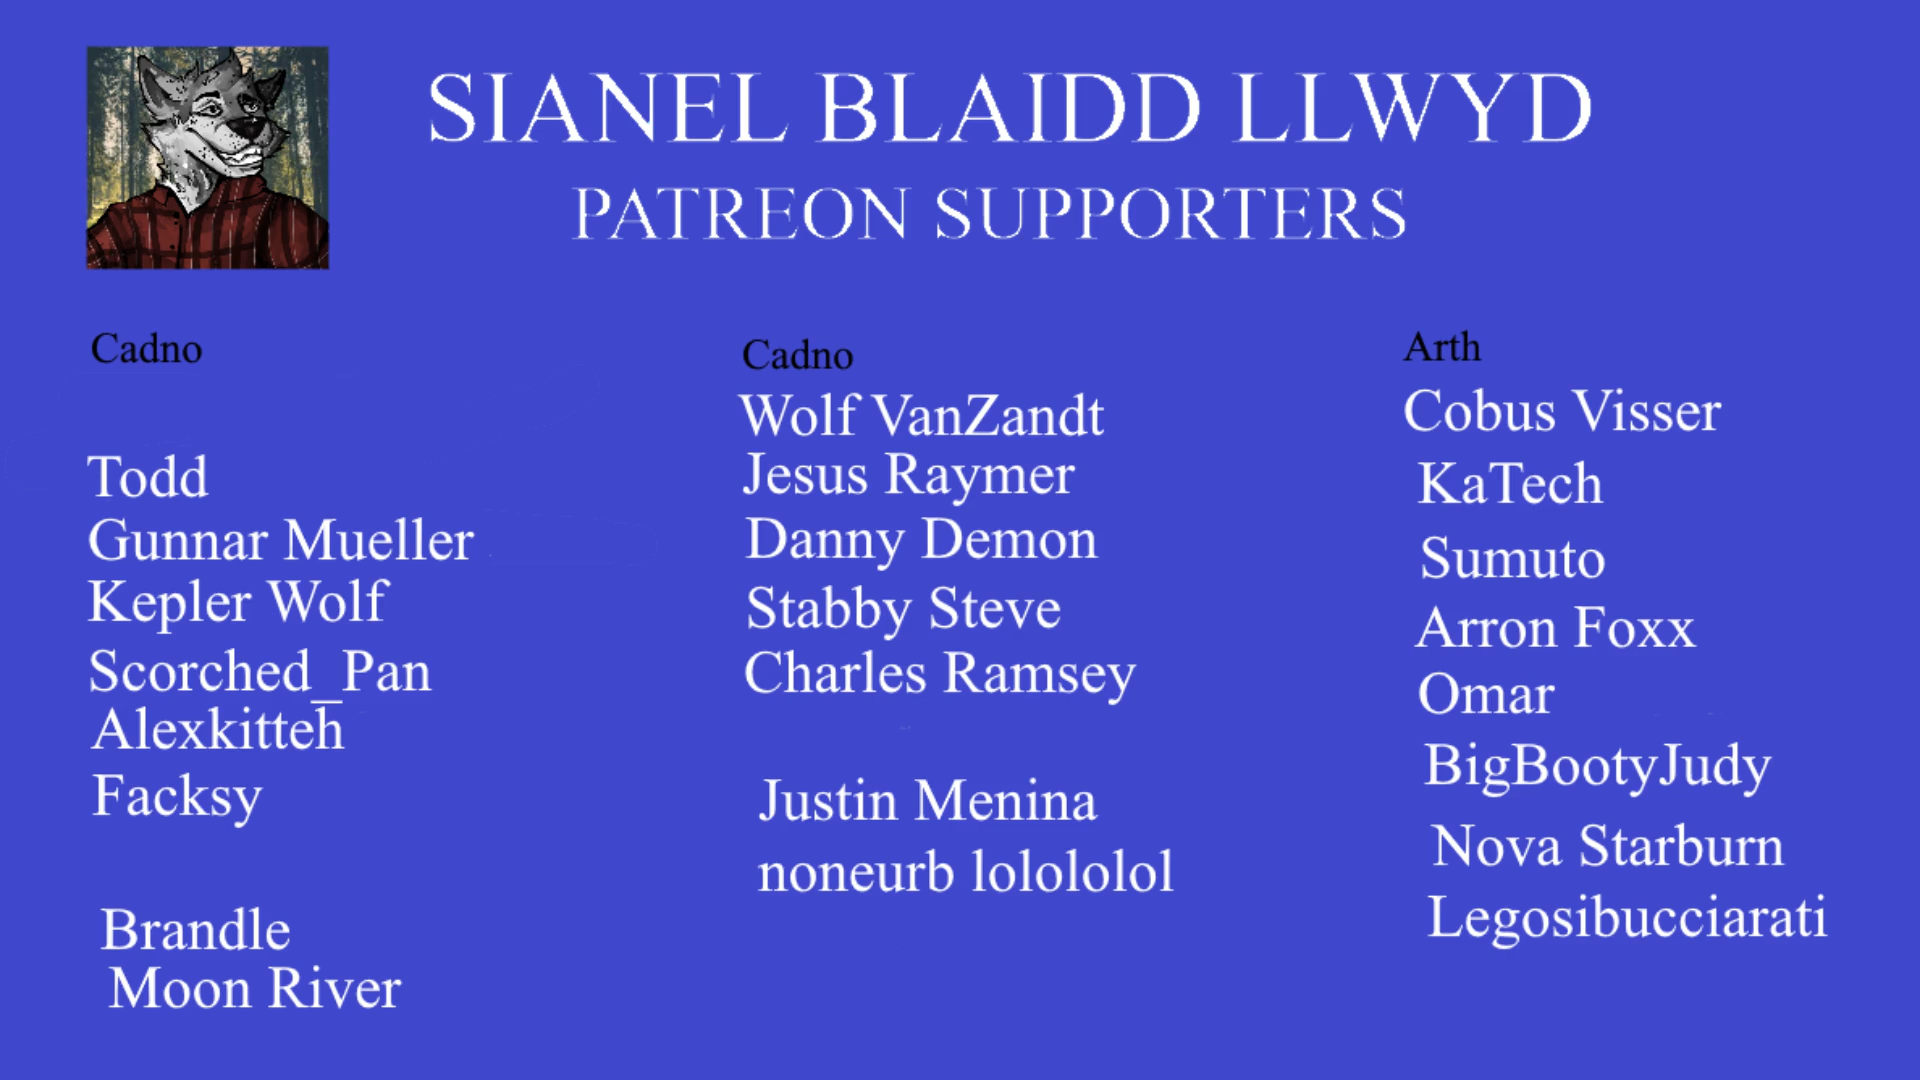 SIANEL BLAIDD LLWYD
PATREON SUPPORTERS
Cadno
Todd
Gunnar Mueller
Kepler Wolf
Scorched_Pan
Alexkitteh
Facksy
Brandle
Moon River
Cadno
Wolf VanZandt
Jesus Raymer
Danny Demon
Stabby Steve
Charles Ramsey
Justin Menina
noneurb lolololol
Arth
Cobus Visser
KaTech
Sumuto
Arron Foxx
Omar
BigBootyJudy
Nova Starburn
Legosibucciarati